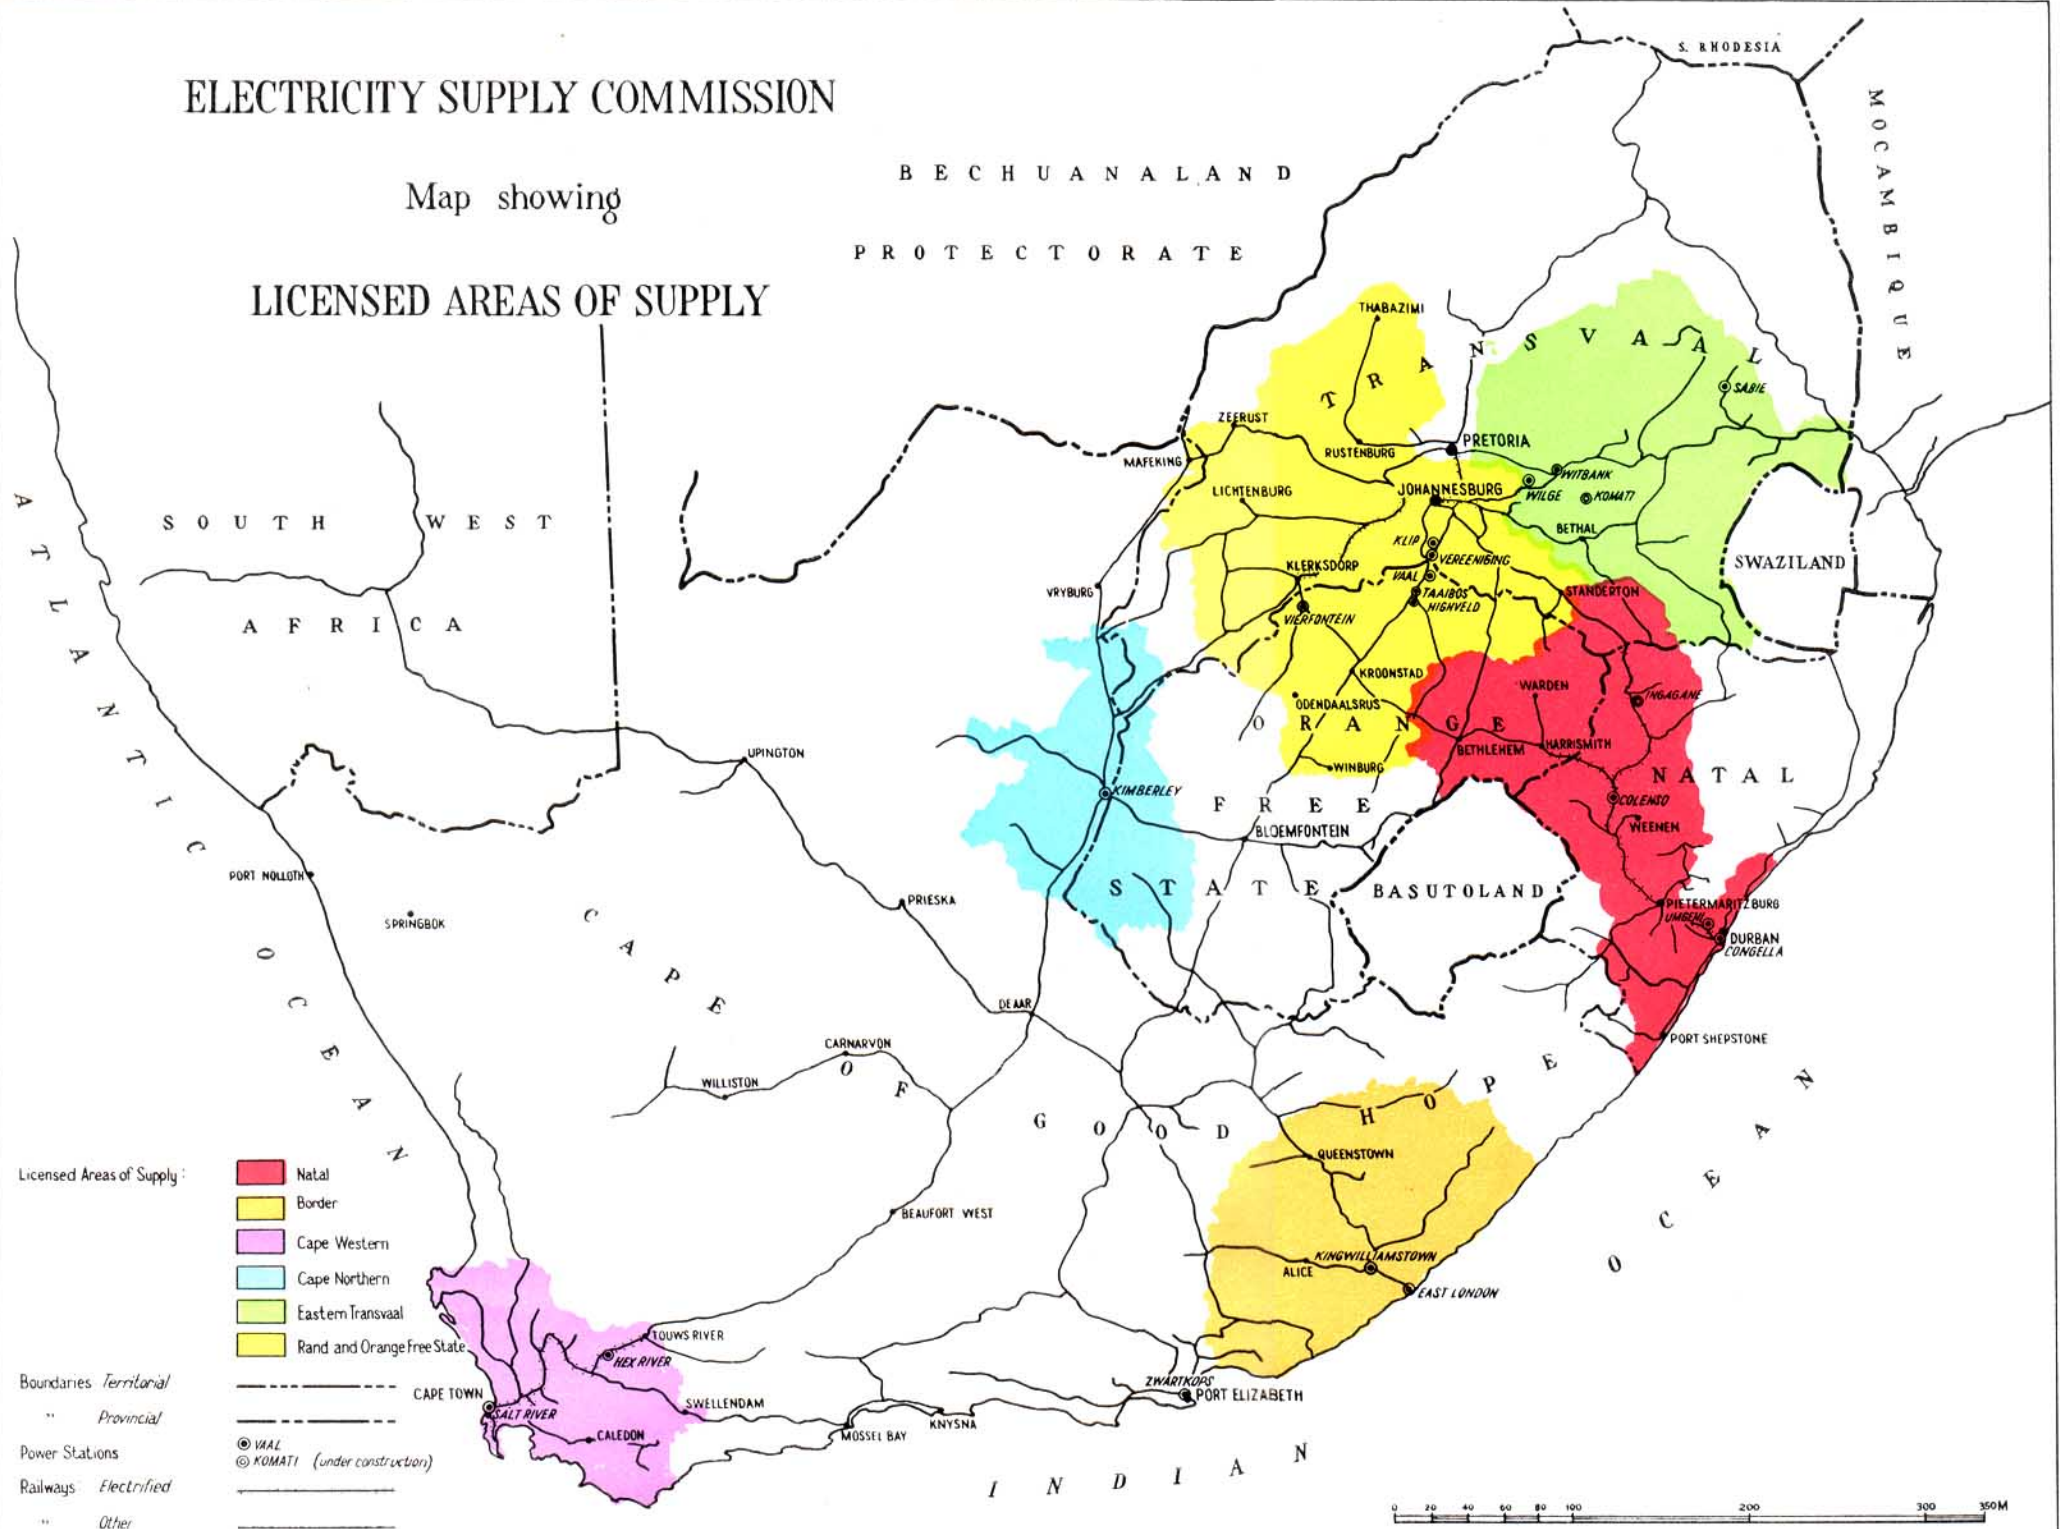 ELECTRICITY SUPPLY COMMISSION
Map showing
LICENSED AREAS OF SUPPLY
S. RHODESIA
MOCAMBIQUE
BECHUANALAND
PROTECTORATE
THABAZIMI
TRANSVAAL
SABIE
ZEERUST
PRETORIA
RUSTENBURG
MAFEKING
WITBANK
LICHTENBURG
JOHANNESBURG
WILGE
KOMATI
BETHAL
SOUTH WEST
AFRICA
KLIP
VEREENIGING
SWAZILAND
KLERKSDORP
VAAL
VRYBURG
TAAIBOS
HIGHVELD
STANDERTON
VIERFONTEIN
KROONSTAD
WARDEN
INGAGANE
ODENDAALSRUS
ORANGE
BETHLEHEM
HARRISMITH
UPINGTON
WINBURG
NATAL
KIMBERLEY
FREE
COLENSO
BLOEMFONTEIN
WEENEN
PORT NOLLOTH
STATE
BASUTOLAND
PRIESKA
PIETERMARITZBURG
SPRINGBOK
UMGENI
DURBAN
CONGELLA
ATLANTIC OCEAN
CAPE
OF
GOOD
HOPE
DE AAR
PORT SHEPSTONE
CARNARVON
WILLISTON
QUEENSTOWN
BEAUFORT WEST
KINGWILLIAMSTOWN
ALICE
EAST LONDON
TOUWS RIVER
HEX RIVER
ZWARTKOPS
PORT ELIZABETH
CAPE TOWN
SALT RIVER
SWELLENDAM
KNYSNA
MOSSEL BAY
CALEDON
INDIAN
OCEAN
Licensed Areas of Supply :
Natal
Border
Cape Western
Cape Northern
Eastern Transvaal
Rand and Orange Free State
Boundaries Territorial
" Provincial
Power Stations
VAAL
KOMATI (under construction)
Railways Electrified
" Other
0 20 40 60 80 100 200 300 350M